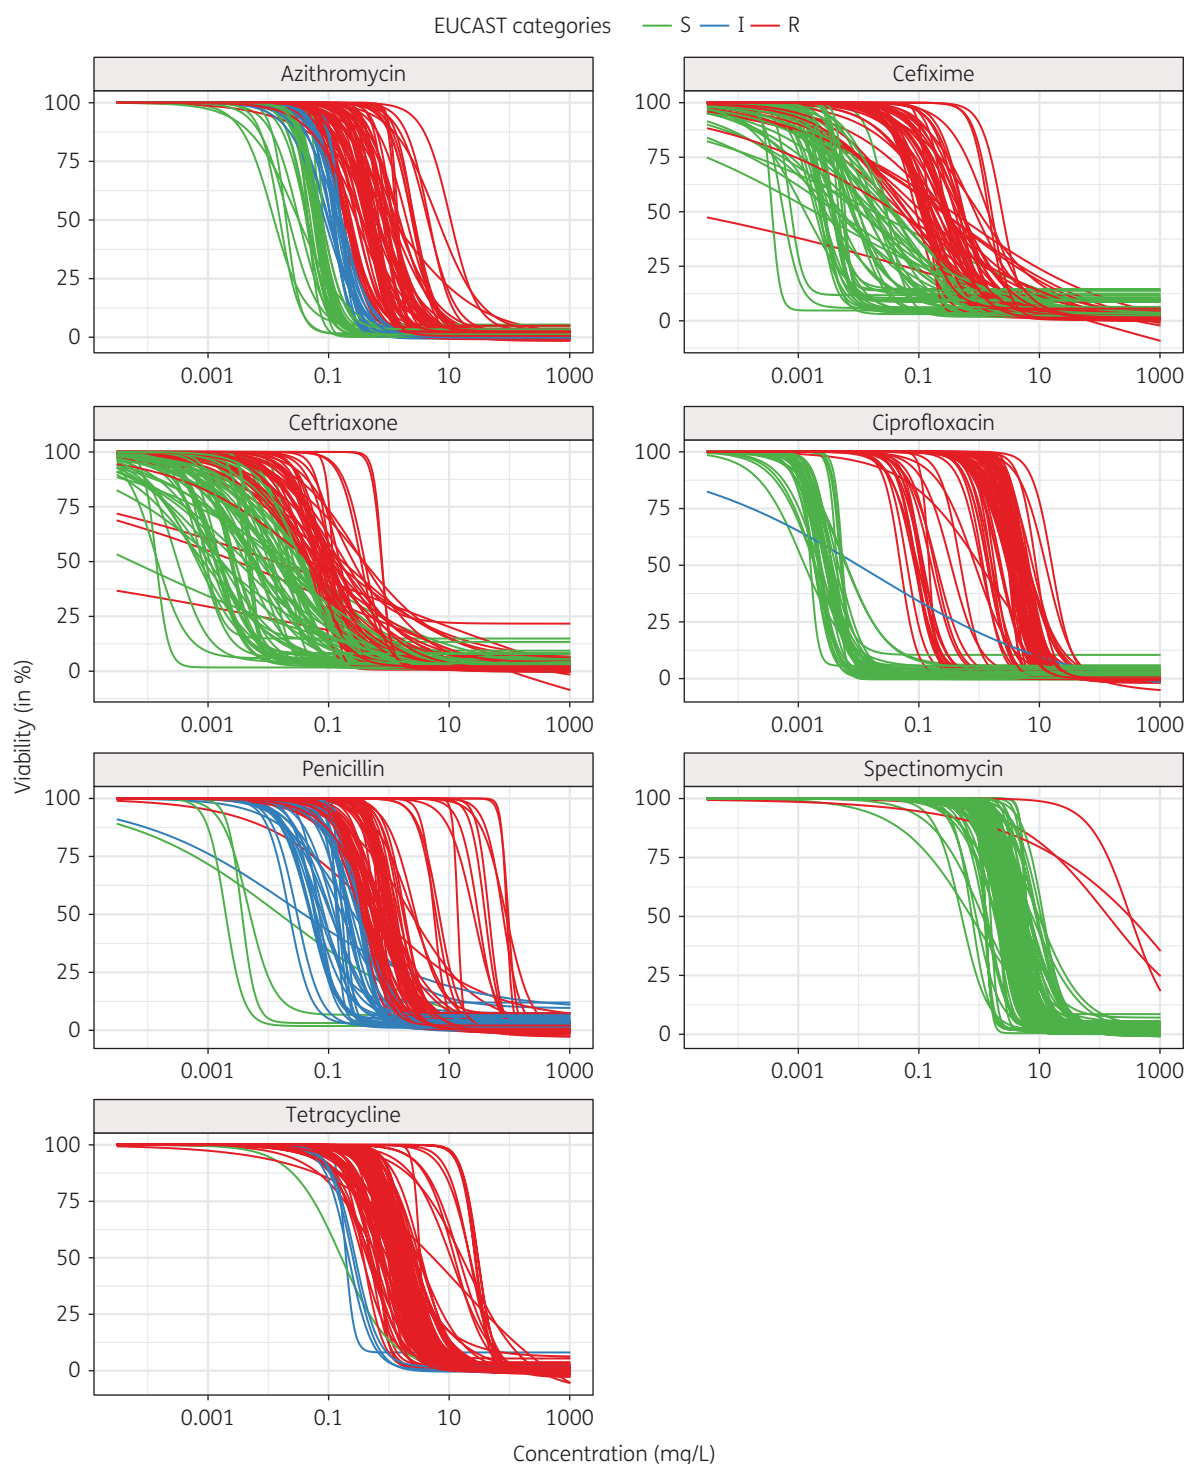 EUCAST categories S I R
Azithromycin Cefixime
100 100
75 75
50 50
25 25
0 0
0.001 0.1 10 1000 0.001 0.1 10 1000
Ceftriaxone Ciprofloxacin
100 100
75 75
50 50
25 25
0 0
0.001 0.1 10 1000 0.001 0.1 10 1000
Viability (in %)
Penicillin Spectinomycin
100 100
75 75
50 50
25 25
0 0
0.001 0.1 10 1000 0.001 0.1 10 1000
Tetracycline
100
75
50
25
0
0.001 0.1 10 1000
Concentration (mg/L)